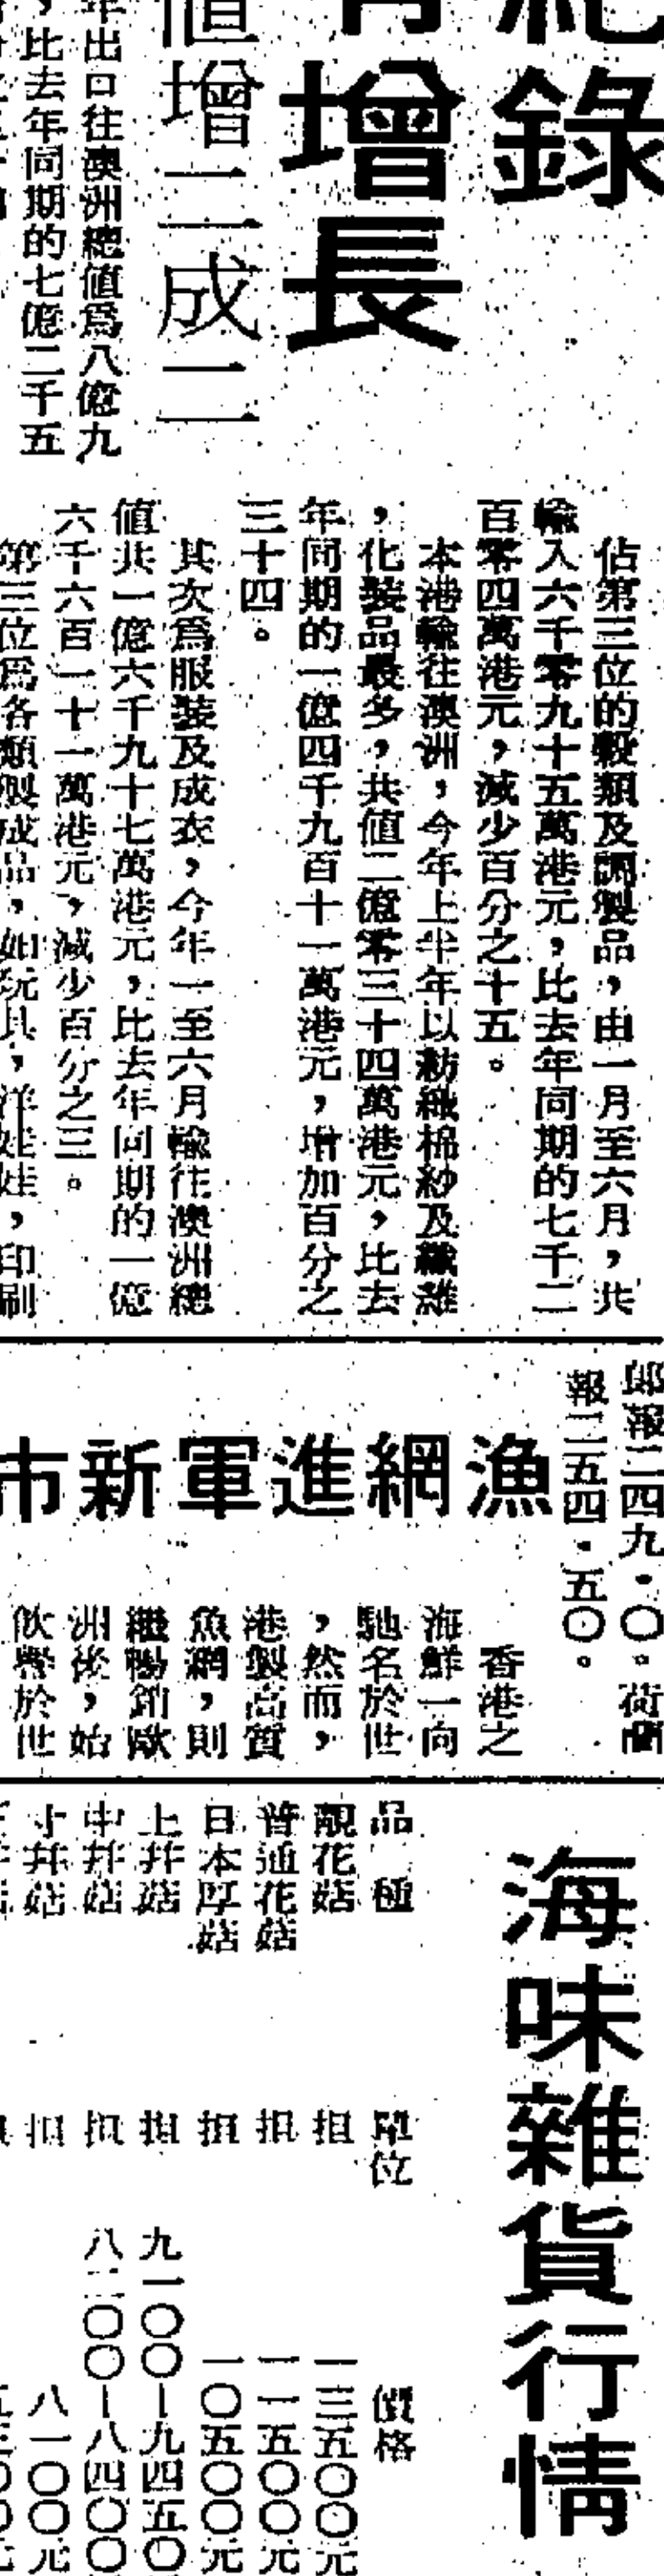 錄
增長
值增二成二
年出口往澳洲總值爲八億九
，比去年同期的七億二千五
佔第三位的穀類及調製品，由一月至六月，共
輸入六千零九十五萬港元，比去年同期的七千二
百零四萬港元，減少百分之十五。
本港輸往澳洲，今年上半年以紡織棉紗及纖維
，化裝品最多，共值二億零三十四萬港元，比去
年同期的一億四千九百十一萬港元，增加百分之
三十四。
其次爲服裝及成衣，今年一至六月輸往澳洲總
值共一億六千九十七萬港元，比去年同期的一億
六千六百一十一萬港元，減少百分之三。
第三位爲各類製成品，如玩具，洋娃娃，印刷
郎報二四九．〇。荷蘭
報二五四．五〇。
漁網進軍新市
香港之
海鮮一向
馳名於世
，然而，
港製高質
魚網，則
繼暢銷歐
洲後，始
飲譽於世
海味雜貨行情
品種 單位 價格
靚花菇 担 一三五〇〇元
普通花菇 担 一一五〇〇元
日本厚菇 担 一〇五〇〇元
上幷菇 担 九一〇〇－九四五〇
中幷菇 担 八二〇〇－八四〇〇
寸幷菇 担 八一〇〇元